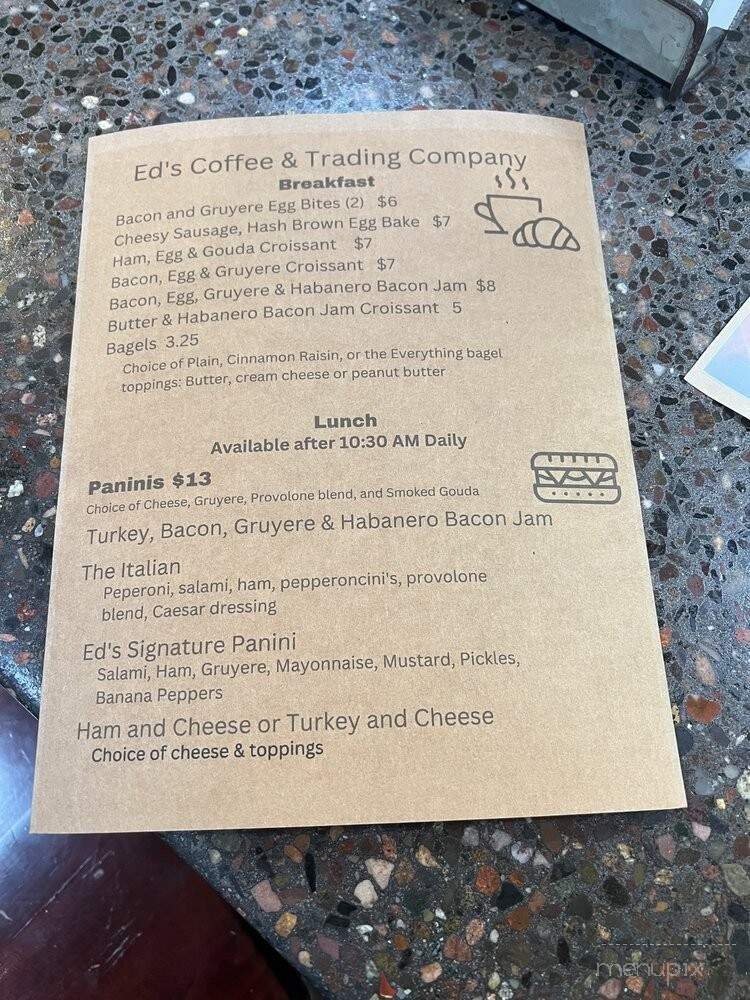 Ed's Coffee & Trading Company
Breakfast
Bacon and Gruyere Egg Bites (2) $6
Cheesy Sausage, Hash Brown Egg Bake $7
Ham, Egg & Gouda Croissant $7
Bacon, Egg & Gruyere Croissant $7
Bacon, Egg, Gruyere & Habanero Bacon Jam $8
Butter & Habanero Bacon Jam Croissant 5
Bagels 3.25
Choice of Plain, Cinnamon Raisin, or the Everything bagel
toppings: Butter, cream cheese or peanut butter
Lunch
Available after 10:30 AM Daily
Paninis $13
Choice of Cheese, Gruyere, Provolone blend, and Smoked Gouda
Turkey, Bacon, Gruyere & Habanero Bacon Jam
The Italian
Peperoni, salami, ham, pepperoncini's, provolone
blend, Caesar dressing
Ed's Signature Panini
Salami, Ham, Gruyere, Mayonnaise, Mustard, Pickles,
Banana Peppers
Ham and Cheese or Turkey and Cheese
Choice of cheese & toppings
menupix